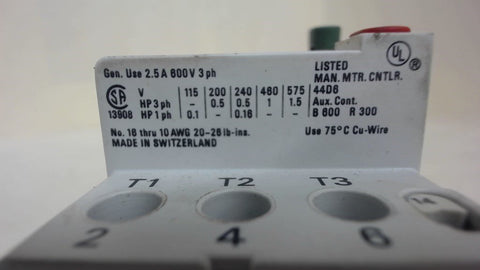 Gen. Use 2.5 A 600 V 3 ph
V 115 200 240 460 575
HP 3 ph - 0.5 0.5 1 1.5
13908 HP 1 ph 0.1 - 0.16 - -
No. 18 thru 10 AWG 20-26 lb-ins.
MADE IN SWITZERLAND
UL ®
LISTED
MAN. MTR. CNTLR.
44D6
Aux. Cont.
B 600 R 300
Use 75°C Cu-Wire
T1 T2 T3
14
2 4 6